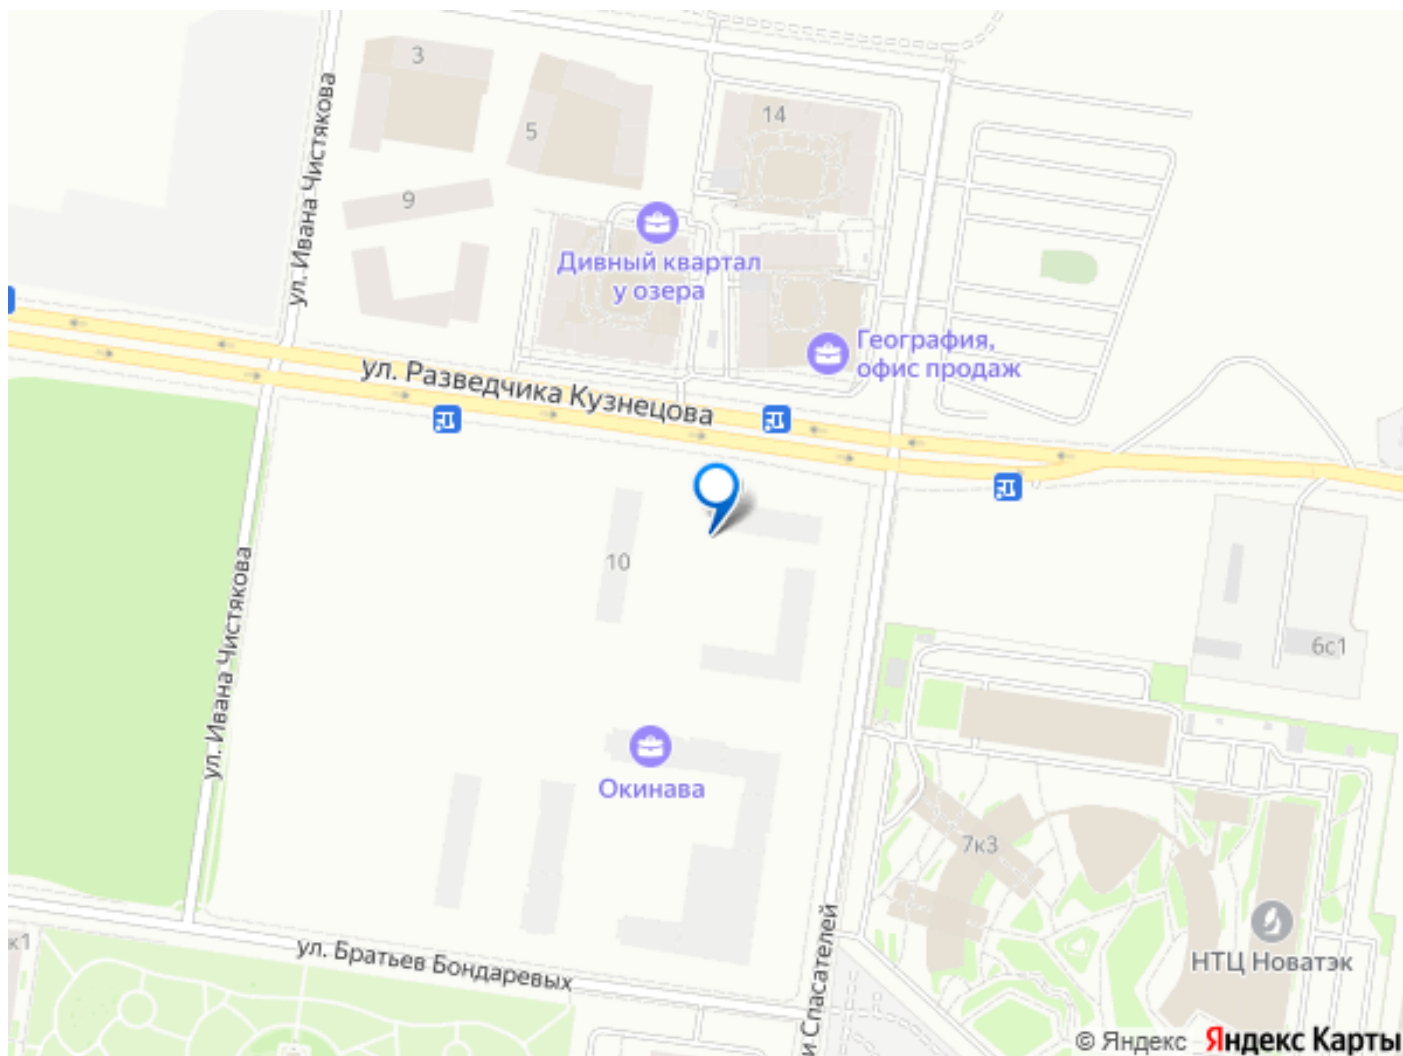 3
5
14
9
ул. Ивана Чистякова
Дивный квартал
у озера
География,
офис продаж
ул. Разведчика Кузнецова
10
ул. Ивана Чистякова
6с1
Окинава
7к3
к1
ул. Братьев Бондаревых
и Спасателей
НТЦ Новатэк
© Яндекс Яндекс Карты